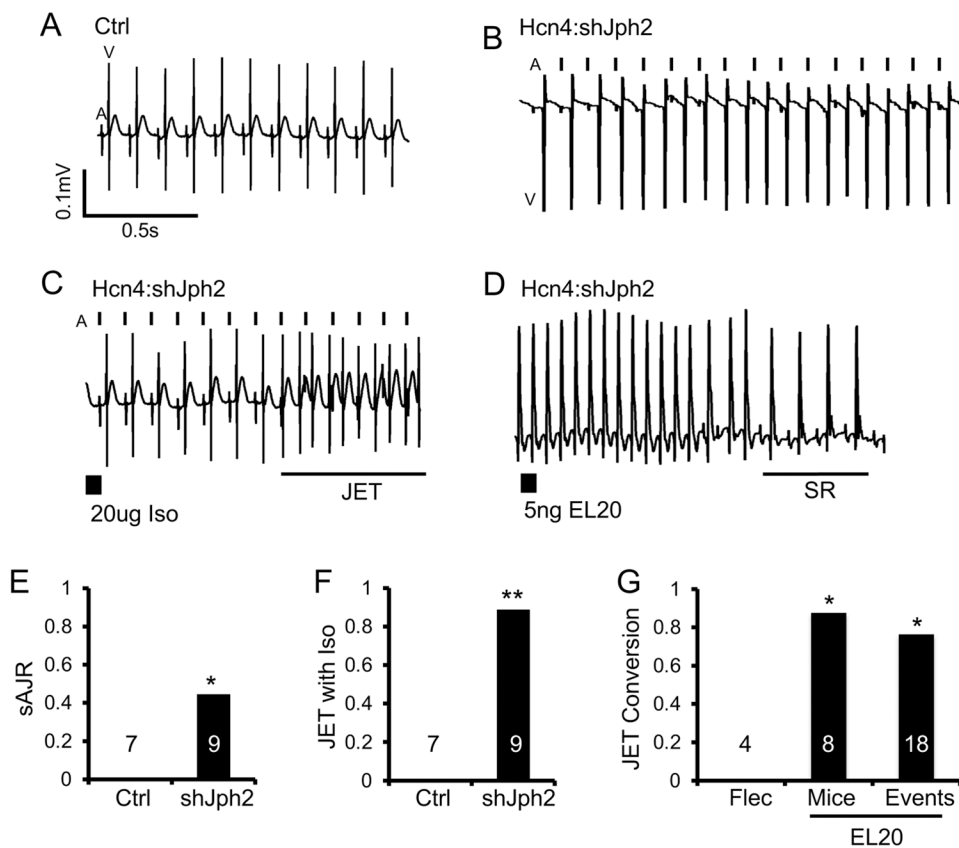 A
Ctrl
V
A
0.1mV
0.5s
B
Hcn4:shJph2
A
V
C
Hcn4:shJph2
A
JET
20ug Iso
D
Hcn4:shJph2
SR
5ng EL20
E
sAJR
1
0.8
0.6
0.4
0.2
0
7
*
9
Ctrl
shJph2
F
JET with Iso
1
0.8
0.6
0.4
0.2
0
7
**
9
Ctrl
shJph2
G
JET Conversion
1
0.8
0.6
0.4
0.2
0
4
*
8
*
18
Flec
Mice
Events
EL20